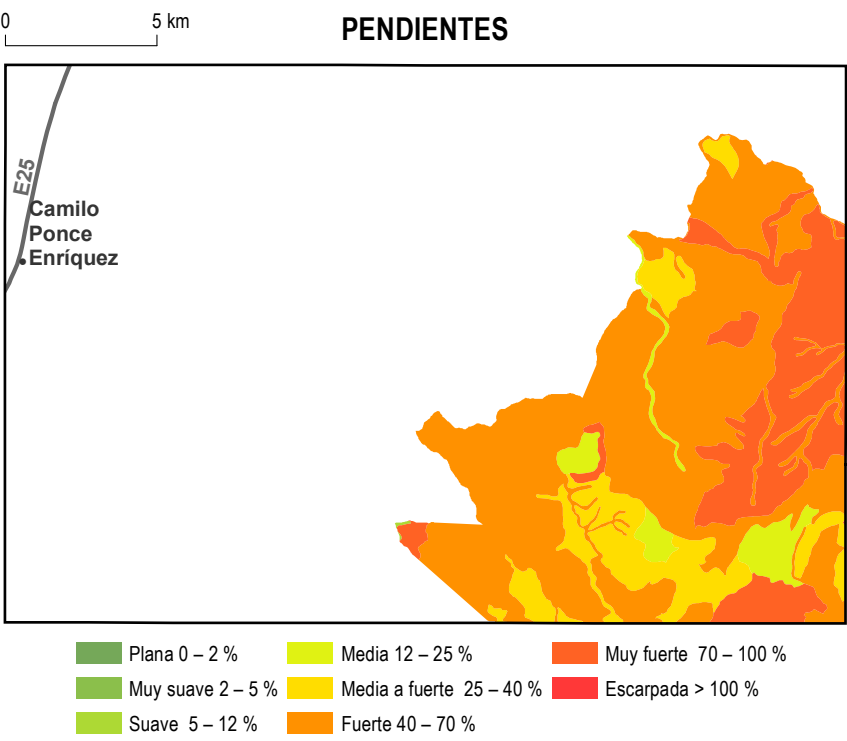 0
5 km
PENDIENTES
E25
Camilo
Ponce
Enríquez
Plana 0 – 2 %
Muy suave 2 – 5 %
Suave 5 – 12 %
Media 12 – 25 %
Media a fuerte 25 – 40 %
Fuerte 40 – 70 %
Muy fuerte 70 – 100 %
Escarpada > 100 %